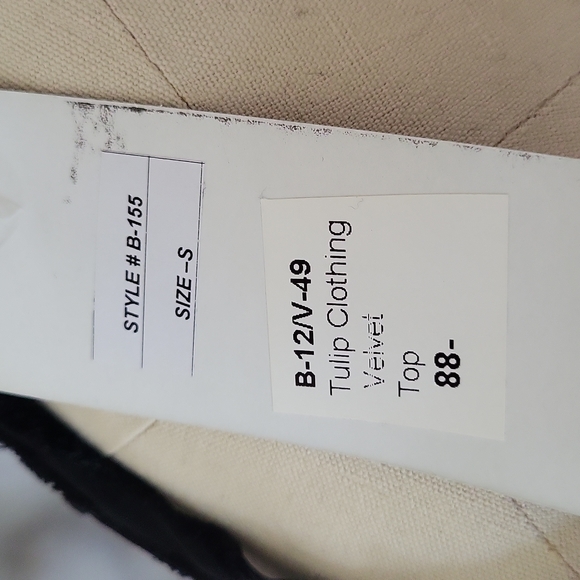 STYLE # B-155
SIZE –S
B-12/V-49
Tulip Clothing
Velvet
Top
88-